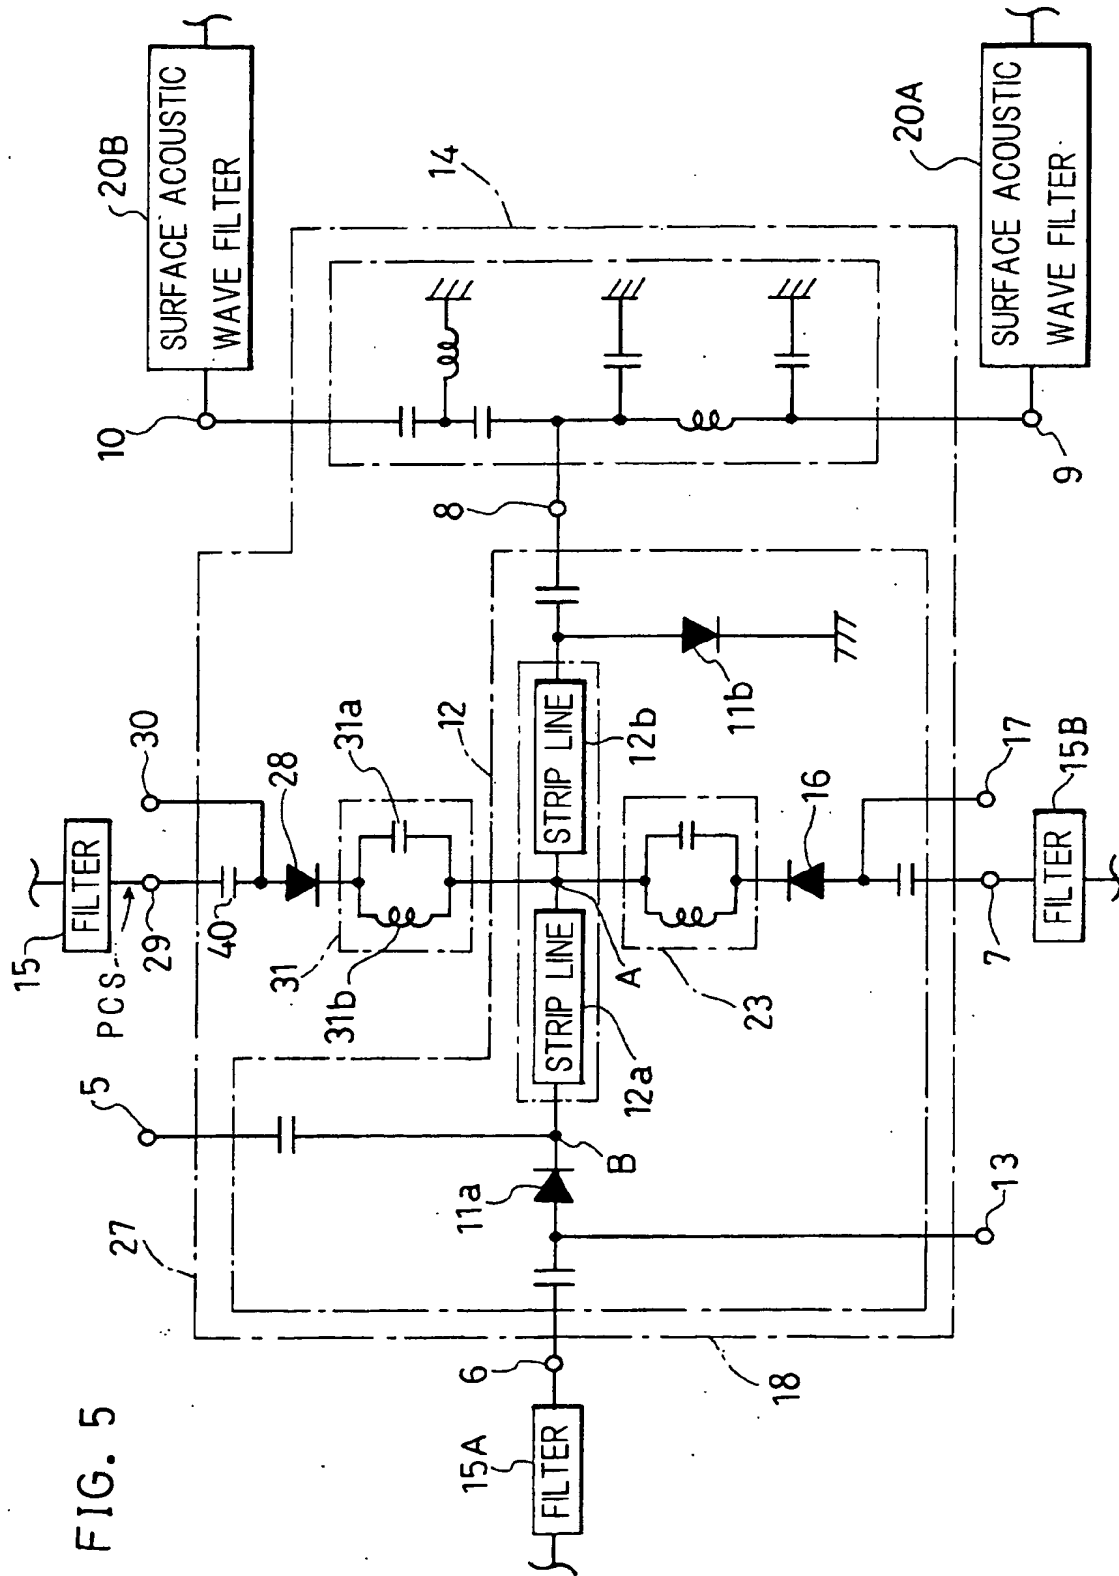 FIG. 5
27
5
PCS
15
FILTER
29
30
40
28
31
31a
31b
12
10
20B
SURFACE ACOUSTIC
WAVE FILTER
14
8
15A
FILTER
6
11a
B
STRIP LINE
12a
A
STRIP LINE
12b
11b
23
16
17
13
18
7
FILTER
15B
9
20A
SURFACE ACOUSTIC
WAVE FILTER